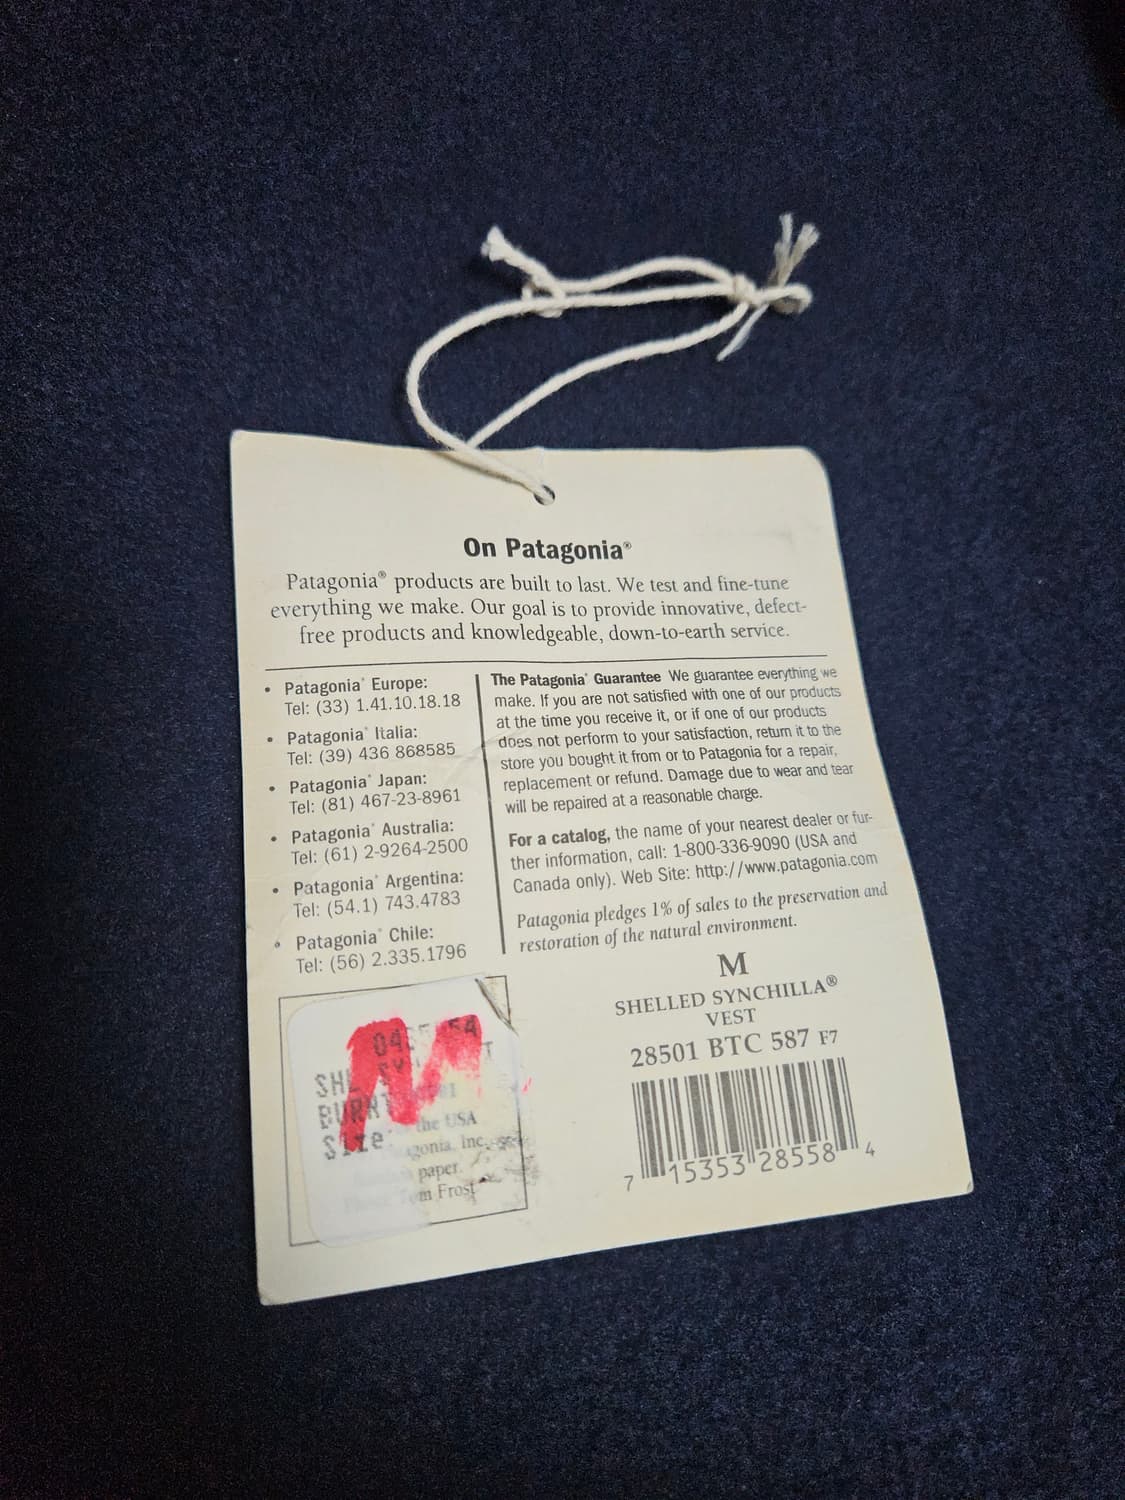 On Patagonia®
Patagonia® products are built to last. We test and fine-tune
everything we make. Our goal is to provide innovative, defect-
free products and knowledgeable, down-to-earth service.
• Patagonia® Europe:
Tel: (33) 1.41.10.18.18
• Patagonia® Italia:
Tel: (39) 436 868585
• Patagonia® Japan:
Tel: (81) 467-23-8961
• Patagonia® Australia:
Tel: (61) 2-9264-2500
• Patagonia® Argentina:
Tel: (54.1) 743.4783
• Patagonia® Chile:
Tel: (56) 2.335.1796
The Patagonia® Guarantee We guarantee everything we
make. If you are not satisfied with one of our products
at the time you receive it, or if one of our products
does not perform to your satisfaction, return it to the
store you bought it from or to Patagonia for a repair,
replacement or refund. Damage due to wear and tear
will be repaired at a reasonable charge.
For a catalog, the name of your nearest dealer or fur-
ther information, call: 1-800-336-9090 (USA and
Canada only). Web Site: http://www.patagonia.com
Patagonia pledges 1% of sales to the preservation and
restoration of the natural environment.
Size
the USA
Inc.
paper.
Frost
M
SHELLED SYNCHILLA®
VEST
28501 BTC 587 F7
7 15353 28558 4